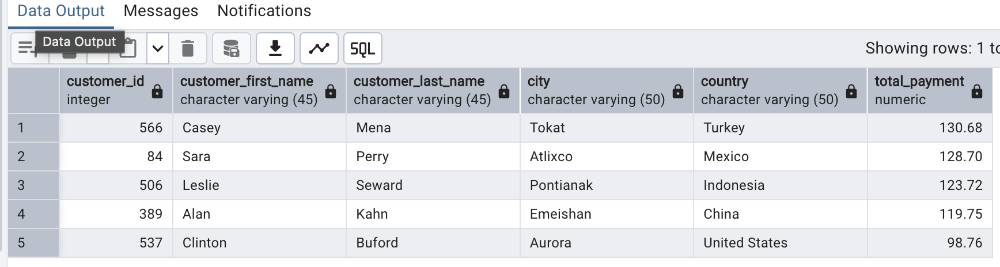 Data Output Messages Notifications
Data Output
SQL
Showing rows: 1
customer_id customer_first_name customer_last_name city country total_payment
integer character varying (45) character varying (45) character varying (50) character varying (50) numeric
1 566 Casey Mena Tokat Turkey 130.68
2 84 Sara Perry Atlixco Mexico 128.70
3 506 Leslie Seward Pontianak Indonesia 123.72
4 389 Alan Kahn Emeishan China 119.75
5 537 Clinton Buford Aurora United States 98.76